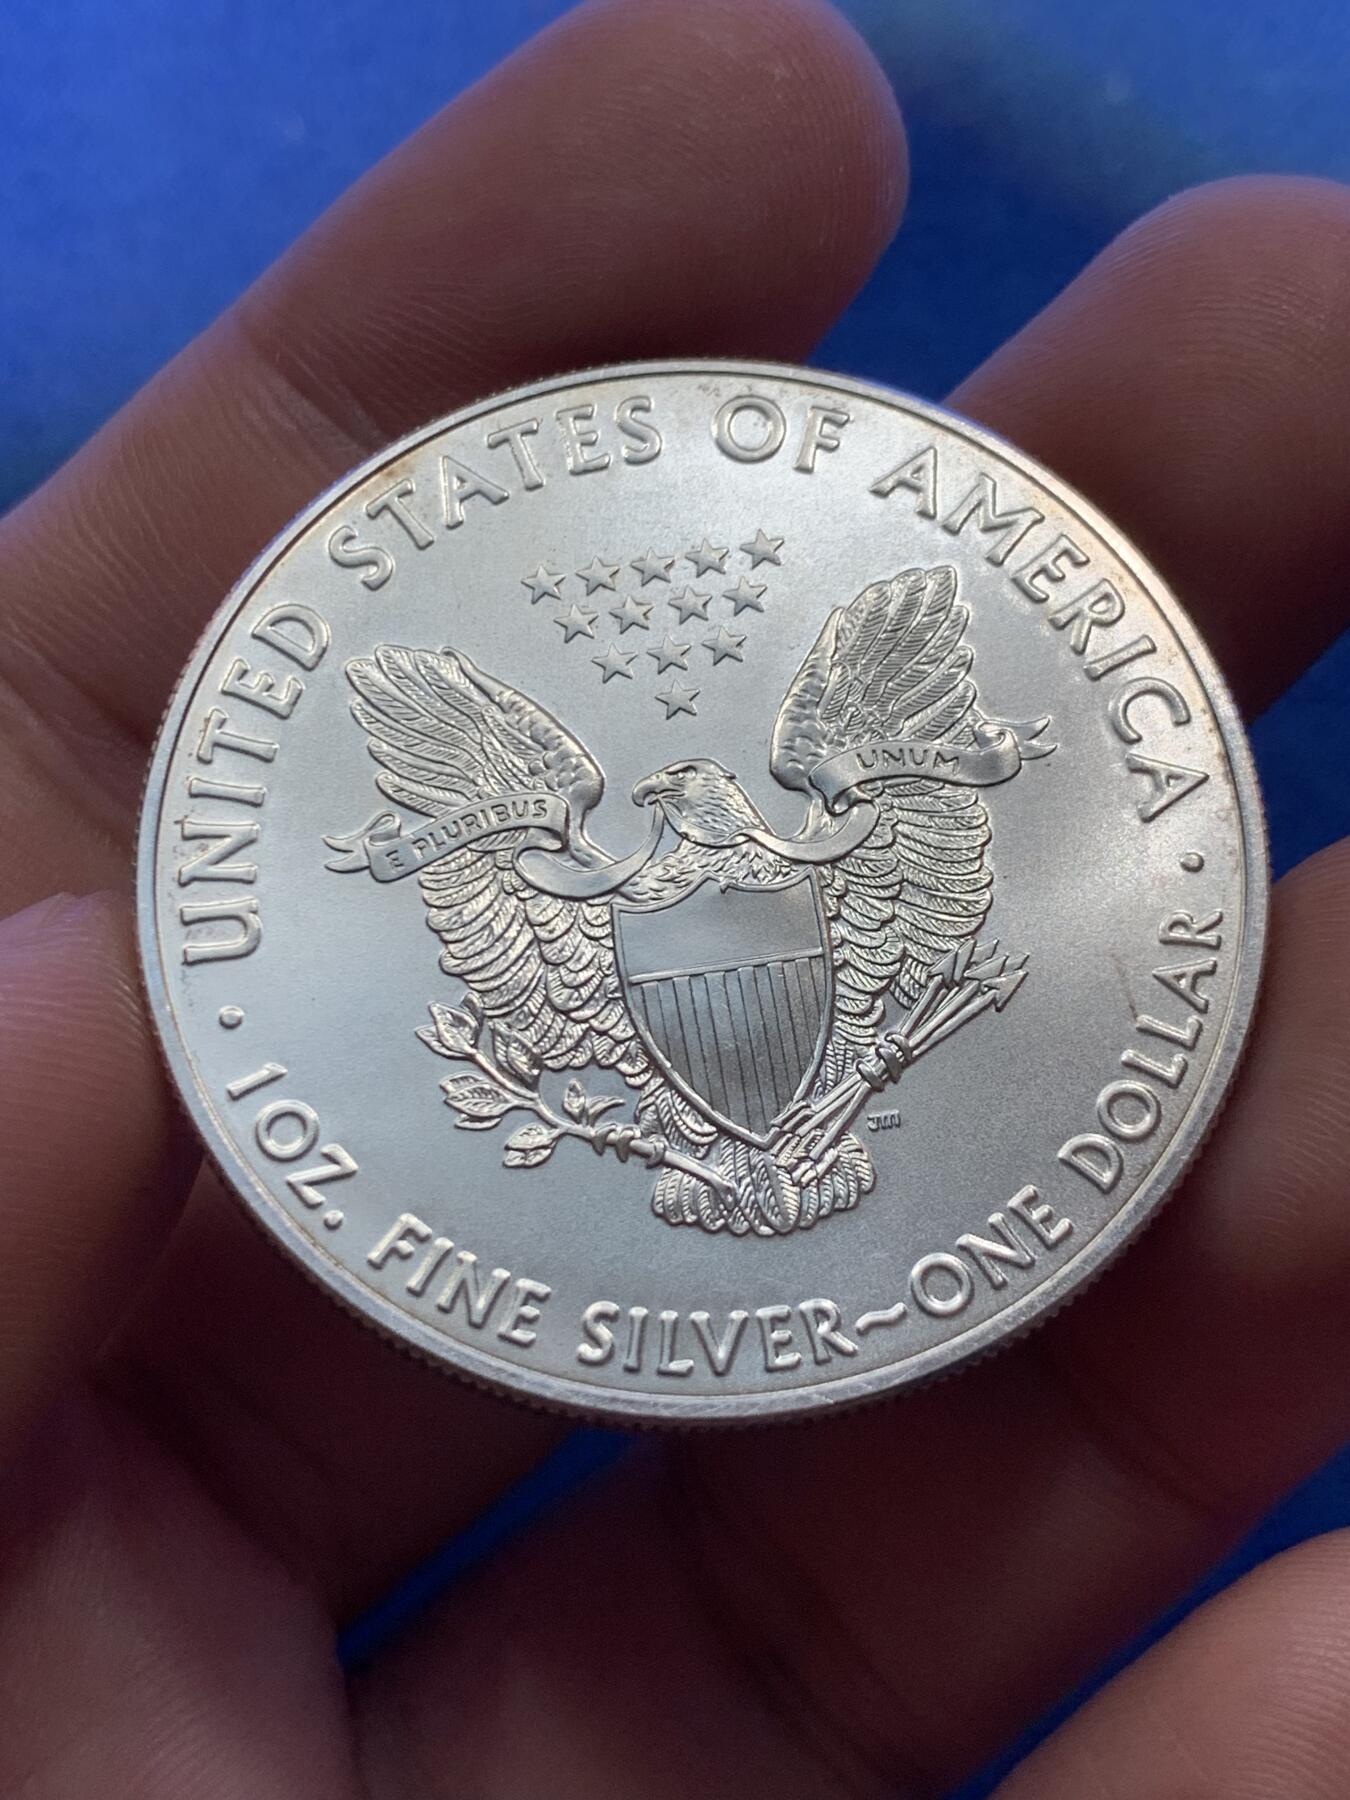 UNITED STATES OF AMERICA
E PLURIBUS
UNUM
JM
· 1 OZ. FINE SILVER~ONE DOLLAR ·